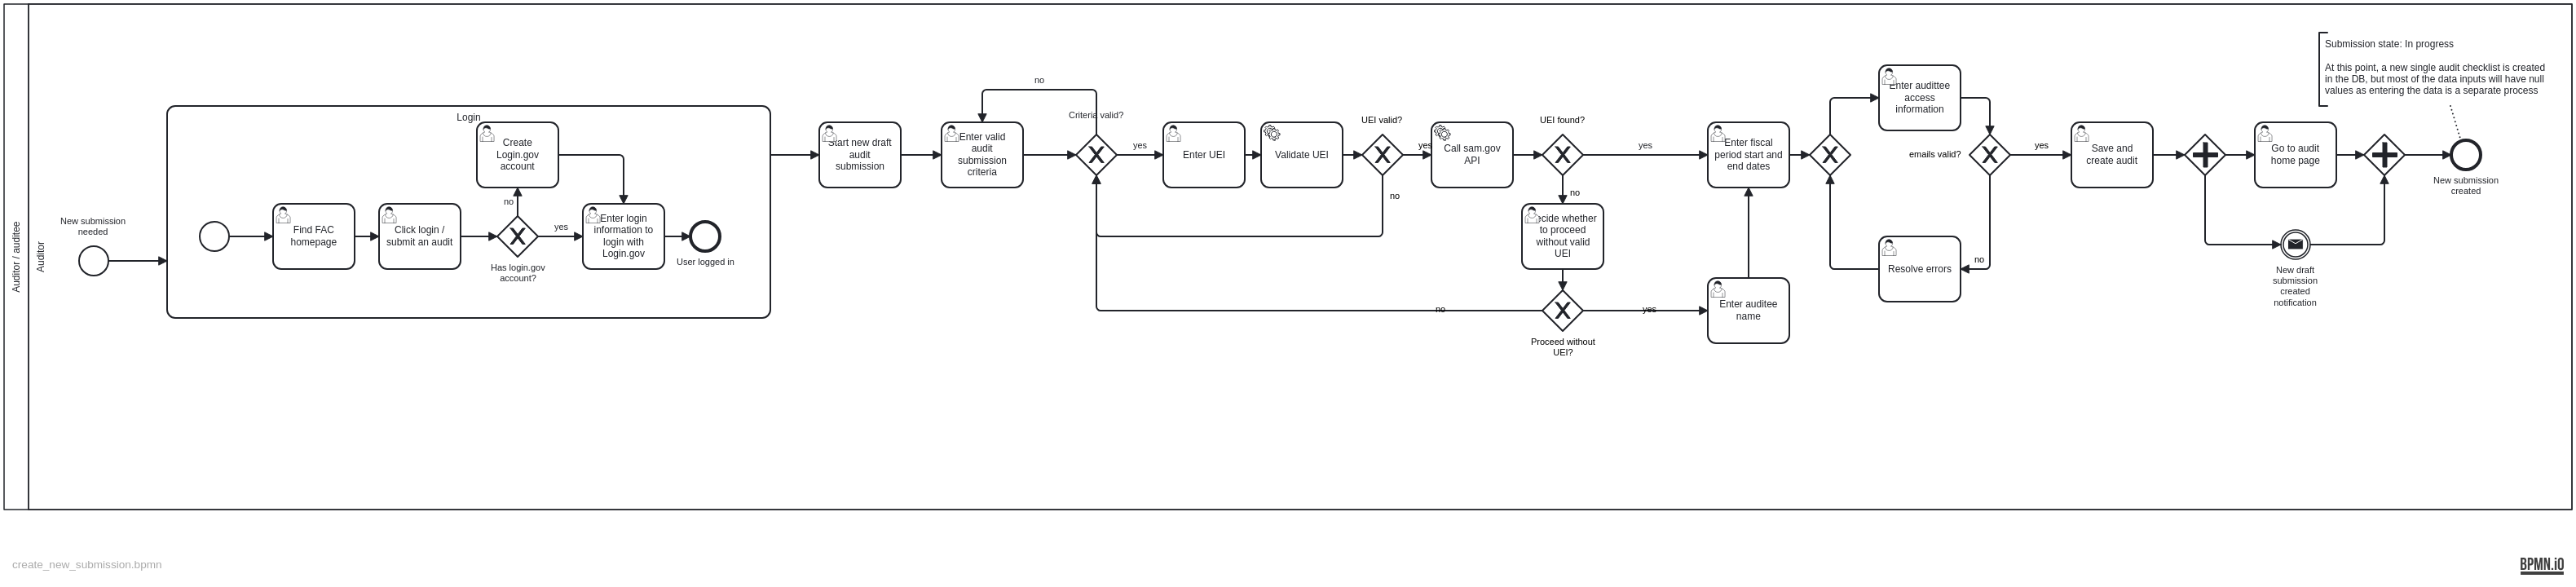 Auditor / auditee
Auditor
New submission
needed
Login
Find FAC
homepage
Click login /
submit an audit
Has login.gov
account?
no
yes
Create
Login.gov
account
Enter login
information to
login with
Login.gov
User logged in
Start new draft
audit
submission
Enter valid
audit
submission
criteria
no
Criteria valid?
yes
Enter UEI
Validate UEI
UEI valid?
yes
no
Call sam.gov
API
UEI found?
yes
no
Decide whether
to proceed
without valid
UEI
Proceed without
UEI?
no
yes
Enter auditee
name
Enter fiscal
period start and
end dates
Enter audittee
access
information
emails valid?
yes
no
Resolve errors
Save and
create audit
Go to audit
home page
New draft
submission
created
notification
New submission
created
Submission state: In progress
At this point, a new single audit checklist is created
in the DB, but most of the data inputs will have null
values as entering the data is a separate process
create_new_submission.bpmn
BPMN.iO